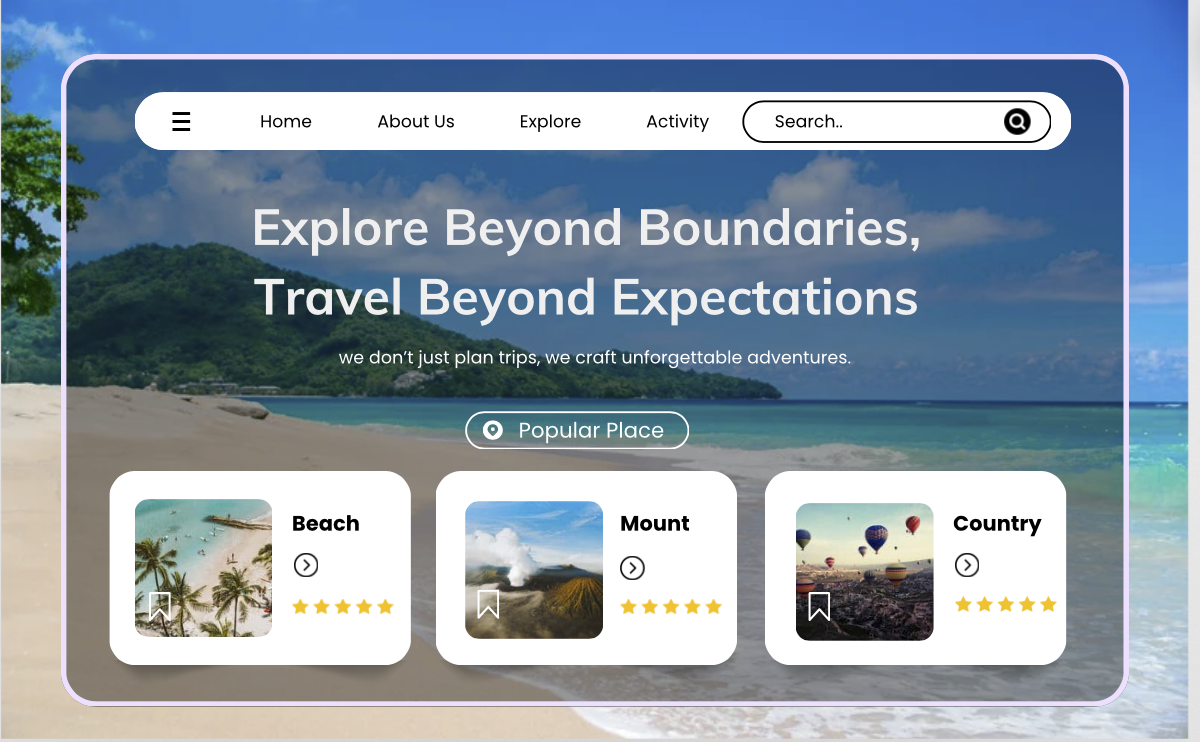 Home About Us Explore Activity Search..
Explore Beyond Boundaries,
Travel Beyond Expectations
we don't just plan trips, we craft unforgettable adventures.
Popular Place
Beach
Mount
Country